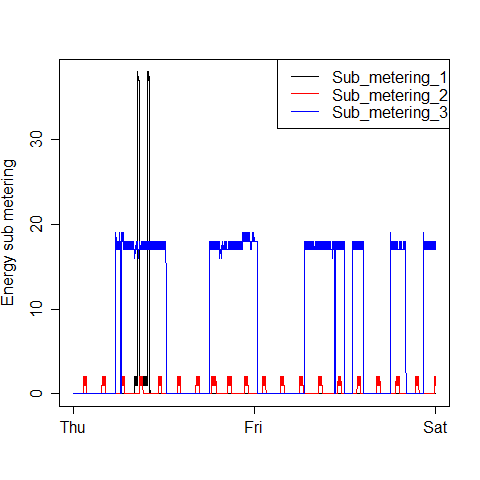 Sub_metering_1
Sub_metering_2
Sub_metering_3
Energy sub metering
30
20
10
0
Thu Fri Sat